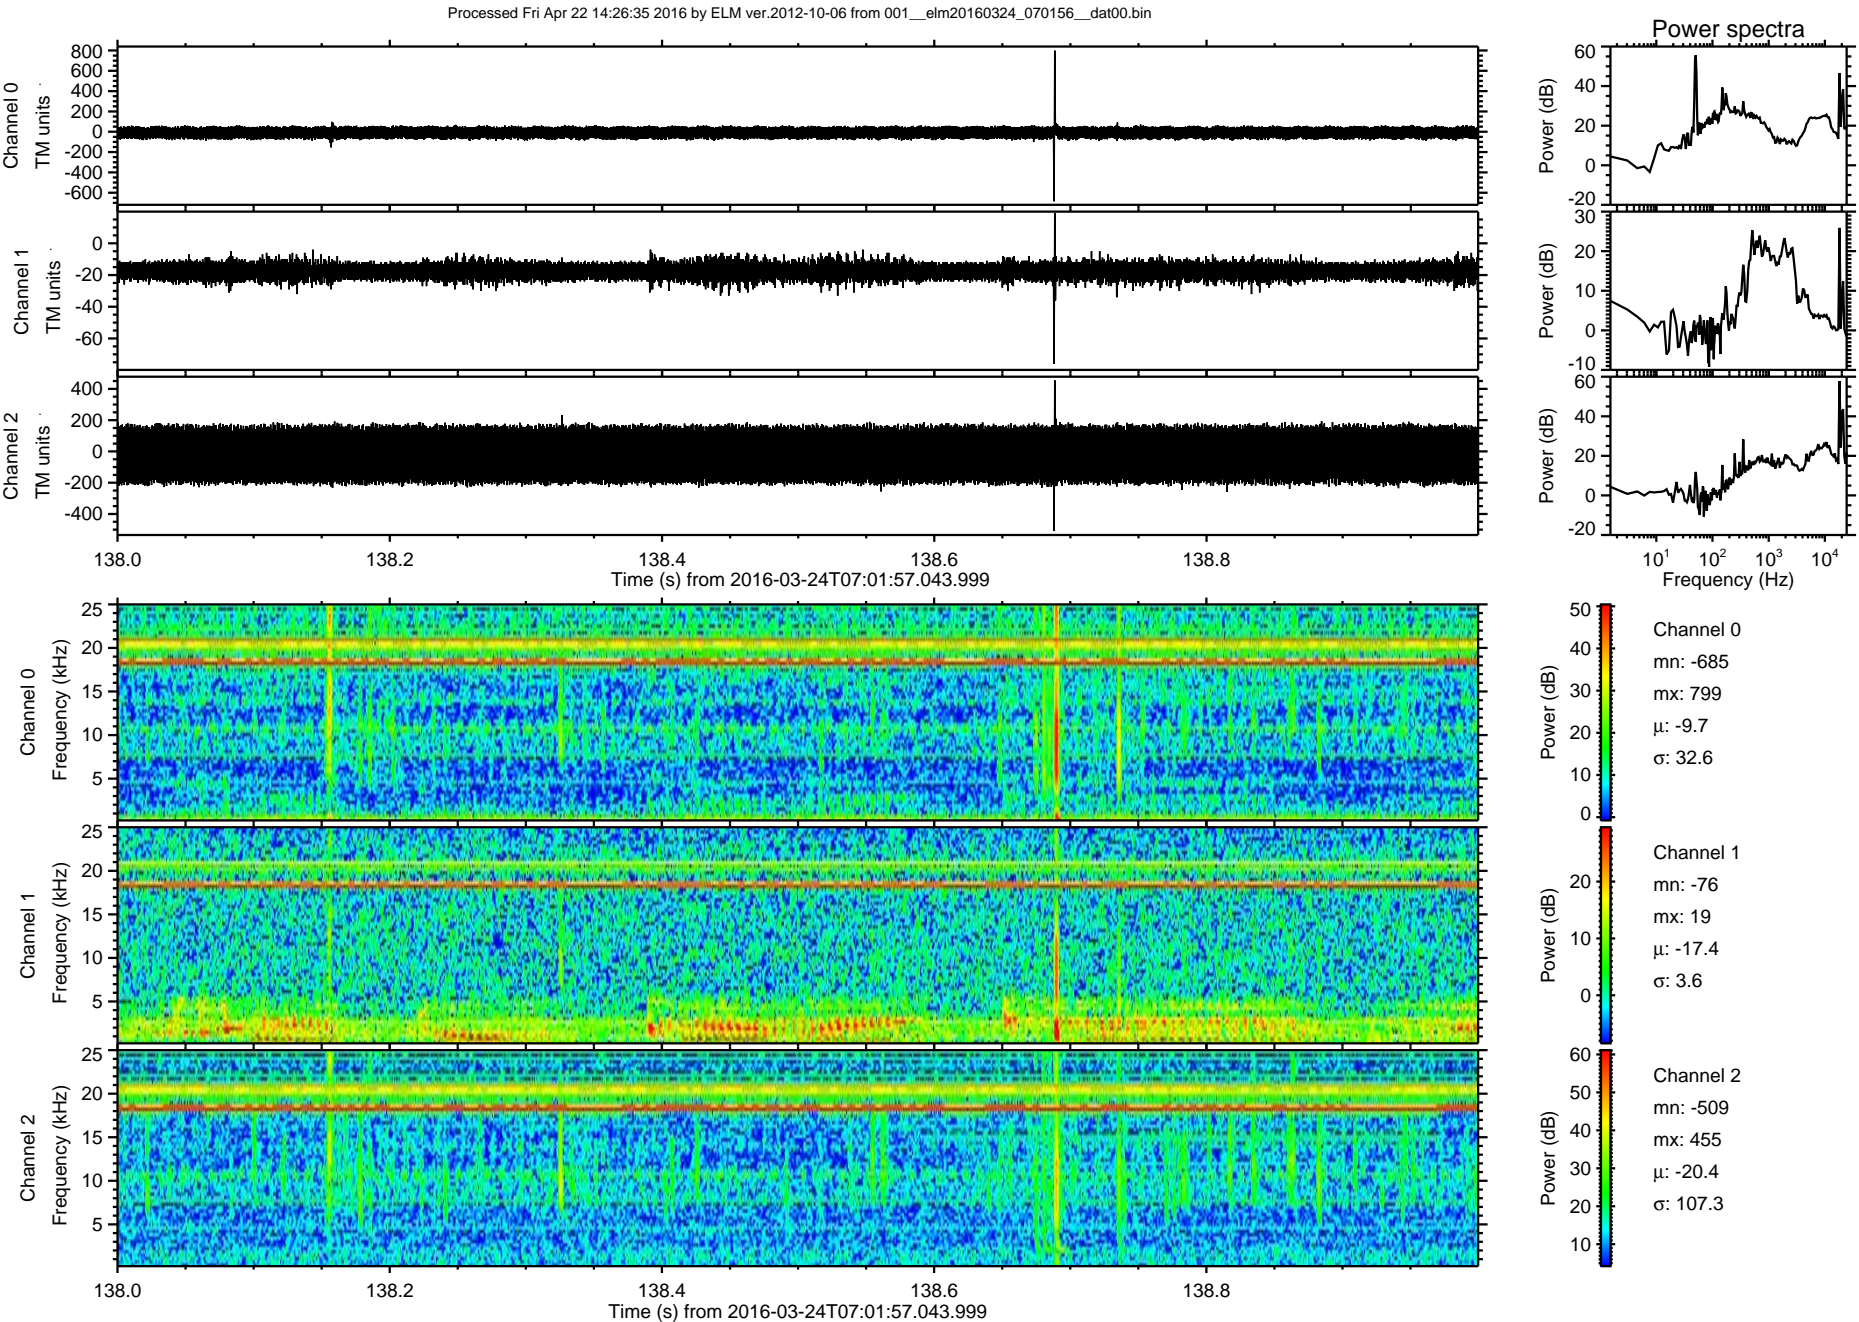 Processed Fri Apr 22 14:26:35 2016 by ELM ver.2012-10-06 from 001__elm20160324_070156__dat00.bin
Power spectra
Channel 0
TM units
800
600
400
200
0
-200
-400
-600
Power (dB)
60
40
20
0
-20
Channel 1
TM units
0
-20
-40
-60
Power (dB)
30
20
10
0
-10
Channel 2
TM units
400
200
0
-200
-400
Power (dB)
60
40
20
0
-20
138.0 138.2 138.4 138.6 138.8
Time (s) from 2016-03-24T07:01:57.043.999
10¹ 10² 10³ 10⁴
Frequency (Hz)
Channel 0
Frequency (kHz)
25
20
15
10
5
Power (dB)
50
40
30
20
10
0
Channel 0
mn: -685
mx: 799
μ: -9.7
σ: 32.6
Channel 1
Frequency (kHz)
25
20
15
10
5
Power (dB)
20
10
0
Channel 1
mn: -76
mx: 19
μ: -17.4
σ: 3.6
Channel 2
Frequency (kHz)
25
20
15
10
5
Power (dB)
60
50
40
30
20
10
Channel 2
mn: -509
mx: 455
μ: -20.4
σ: 107.3
138.0 138.2 138.4 138.6 138.8
Time (s) from 2016-03-24T07:01:57.043.999